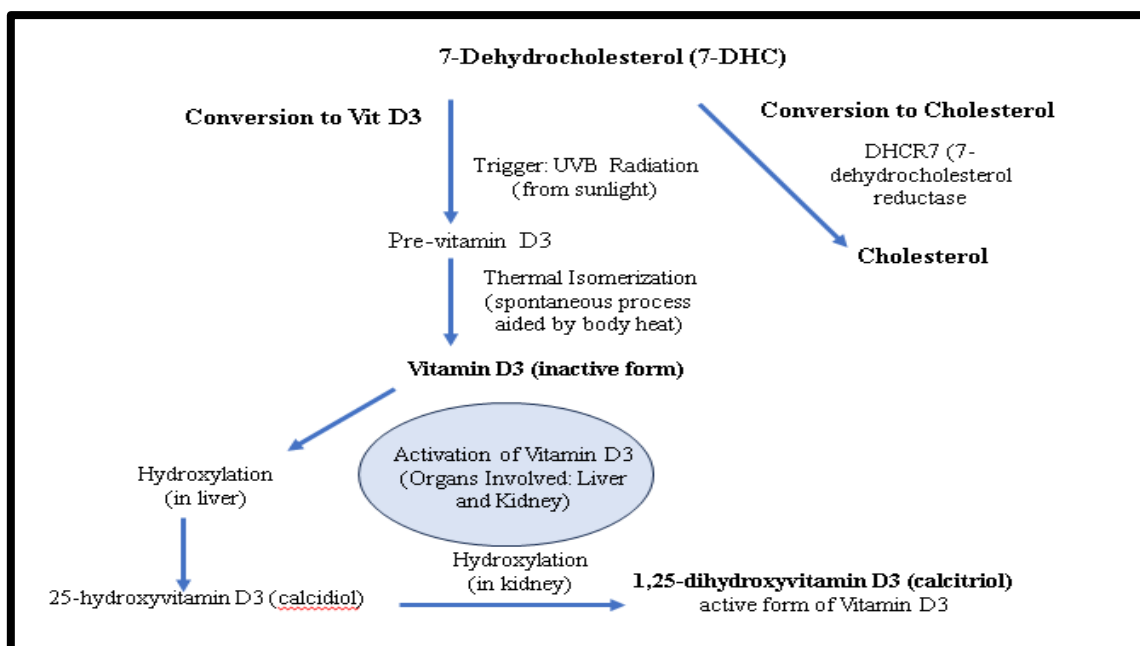 7-Dehydrocholesterol (7-DHC)
Conversion to Vit D3
Conversion to Cholesterol
DHCR7 (7-
dehydrocholesterol
reductase
Trigger: UVB Radiation
(from sunlight)
Pre-vitamin D3
Cholesterol
Thermal Isomerization
(spontaneous process
aided by body heat)
Vitamin D3 (inactive form)
Activation of Vitamin D3
(Organs Involved: Liver
and Kidney)
Hydroxylation
(in liver)
Hydroxylation
(in kidney)
25-hydroxyvitamin D3 (calcidiol)
1,25-dihydroxyvitamin D3 (calcitriol)
active form of Vitamin D3